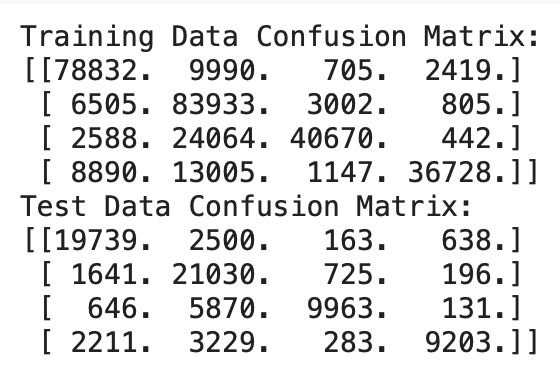 Training Data Confusion Matrix:
[[78832.  9990.   705.  2419.]
 [ 6505. 83933.  3002.   805.]
 [ 2588. 24064. 40670.   442.]
 [ 8890. 13005.  1147. 36728.]]
Test Data Confusion Matrix:
[[19739.  2500.   163.   638.]
 [ 1641. 21030.   725.   196.]
 [  646.  5870.  9963.   131.]
 [ 2211.  3229.   283.  9203.]]